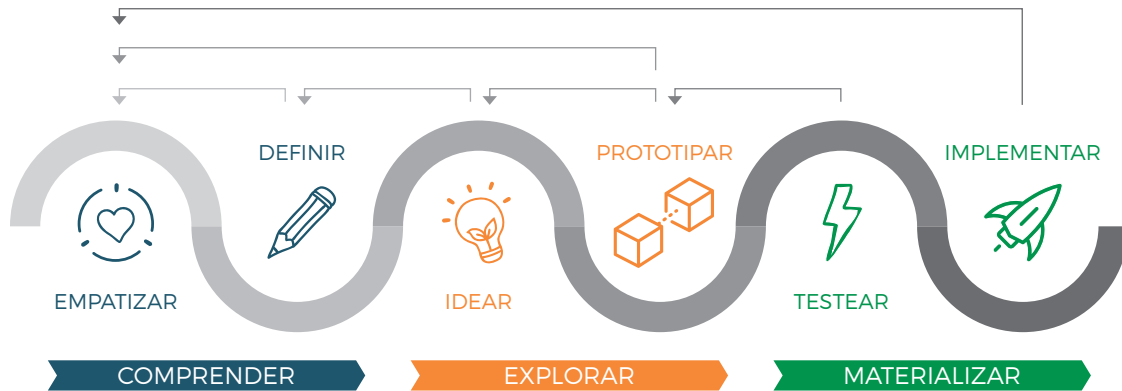 DEFINIR
PROTOTIPAR
IMPLEMENTAR
EMPATIZAR
IDEAR
TESTEAR
COMPRENDER
EXPLORAR
MATERIALIZAR